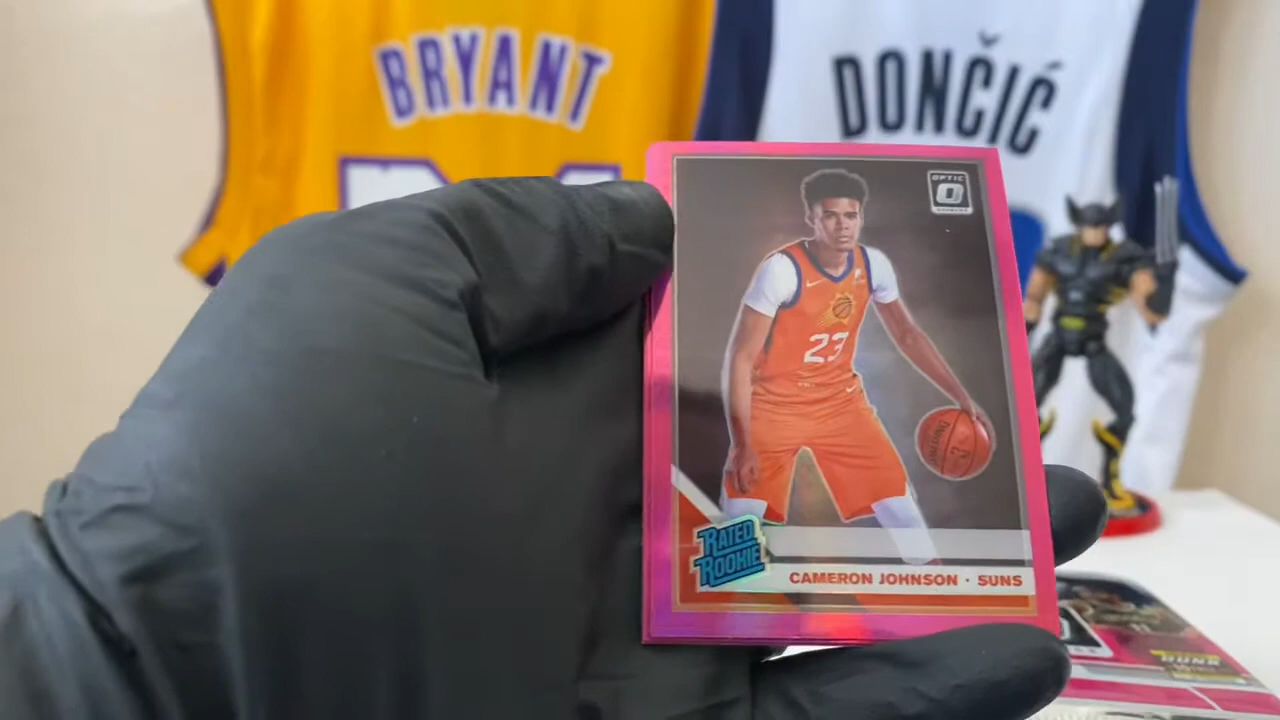 BRYANT
DONČIĆ
OPTIC
23
RATED
ROOKIE
CAMERON JOHNSON · SUNS